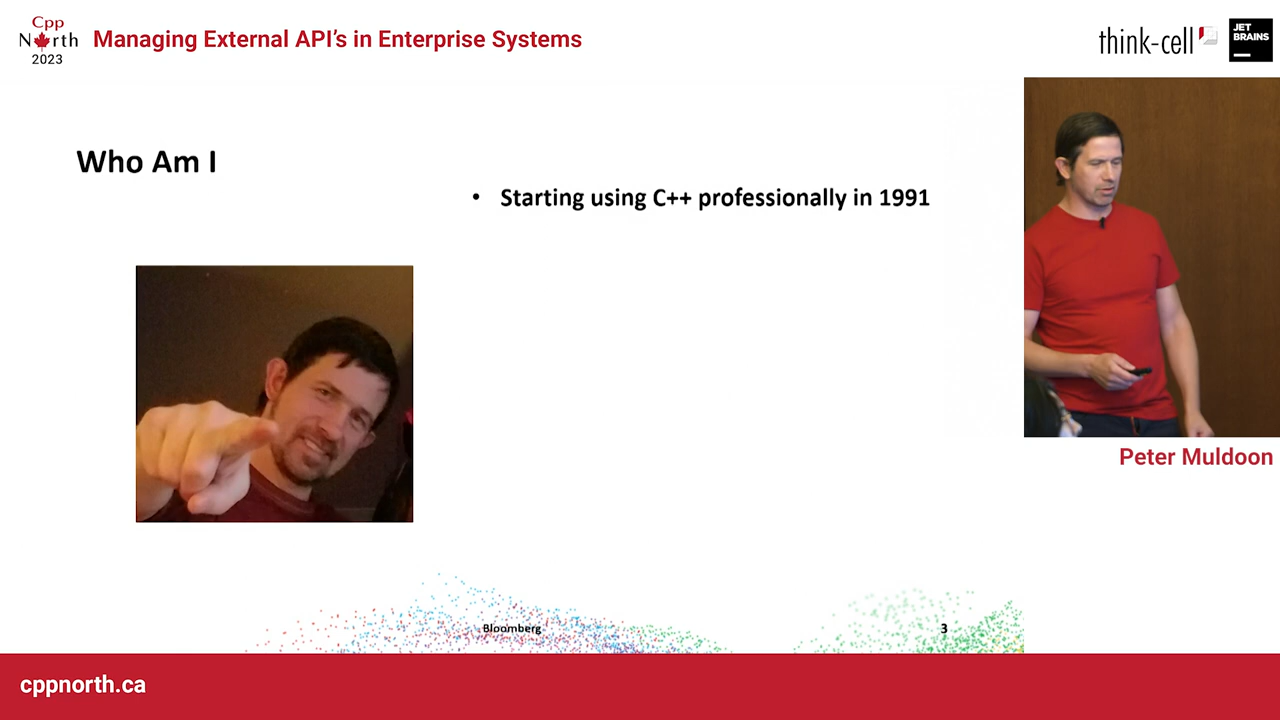 Cpp
North
2023
Managing External API's in Enterprise Systems
think-cell
JET
BRAINS
Who Am I
• Starting using C++ professionally in 1991
Peter Muldoon
Bloomberg
3
cppnorth.ca